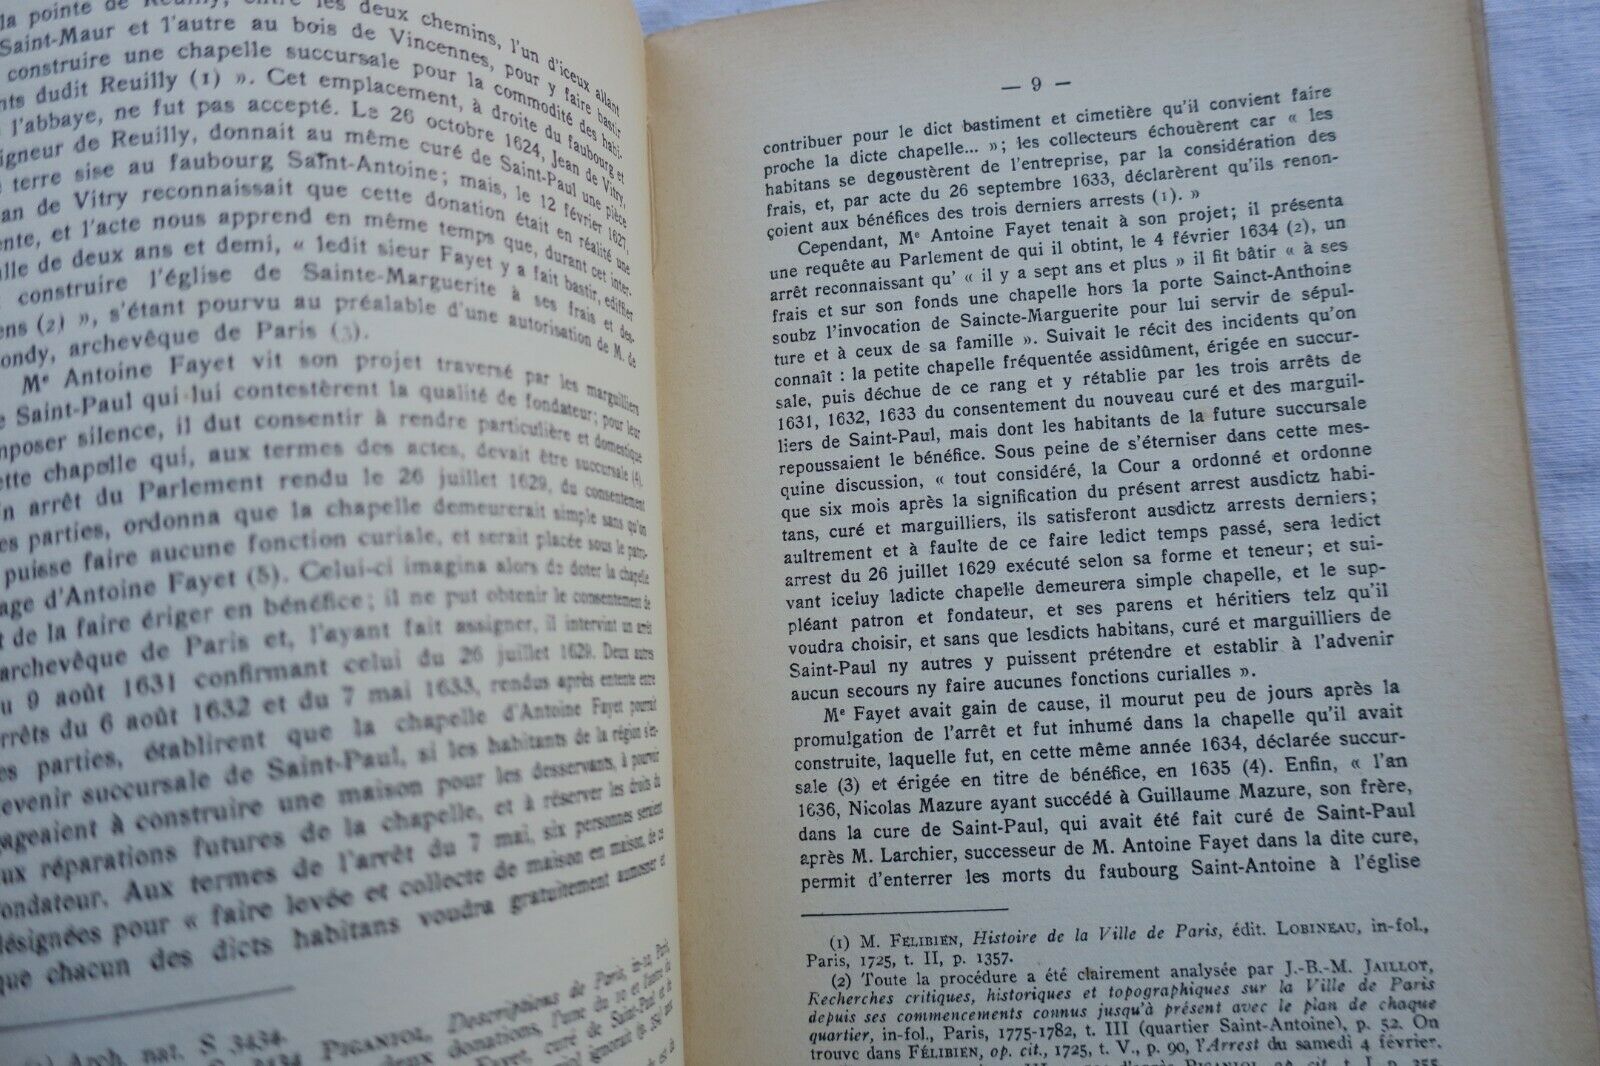 la pointe de Reuilly, entre les deux chemins, l'un d'iceux allant
Saint-Maur et l'autre au bois de Vincennes, pour y faire bastir
construire une chapelle succursale pour la commodité des habi-
nts dudit Reuilly (1) ». Cet emplacement, à droite du faubourg et
l'abbaye, ne fut pas accepté. Le 26 octobre 1624, Jean de Vitry,
igneur de Reuilly, donnait au même curé de Saint-Paul une pièce
terre sise au faubourg Saint-Antoine; mais, le 12 février 1627,
an de Vitry reconnaissait que cette donation était en réalité une
ente, et l'acte nous apprend en même temps que, durant cet inter-
alle de deux ans et demi, « ledit sieur Fayet y a fait bastir, ediffier
construire l'église de Sainte-Marguerite à ses frais et des-
ens (2) », s'étant pourvu au préalable d'une autorisation de M. de
ondy, archevêque de Paris (3).
Me Antoine Fayet vit son projet traversé par les marguilliers
e Saint-Paul qui lui contestèrent la qualité de fondateur; pour leur
mposer silence, il dut consentir à rendre particulière et domestique
ette chapelle qui, aux termes des actes, devait être succursale (4).
n arrêt du Parlement rendu le 26 juillet 1629, du consentement
es parties, ordonna que la chapelle demeurerait simple sans qu'on
puisse faire aucune fonction curiale, et serait placée sous le patro-
age d'Antoine Fayet (5). Celui-ci imagina alors de doter la chapelle
t de la faire ériger en bénéfice; il ne put obtenir le consentement de
archevêque de Paris et, l'ayant fait assigner, il intervint un arrêt
u 9 août 1631 confirmant celui du 26 juillet 1629. Deux autres
rrêts du 6 août 1632 et du 7 mai 1633, rendus après entente entre
es parties, établirent que la chapelle d'Antoine Fayet pourrait
evenir succursale de Saint-Paul, si les habitants de la région s'en-
ageaient à construire une maison pour les desservants, à pourvoir
ux réparations futures de la chapelle, et à réserver les droits du
ondateur. Aux termes de l'arrêt du 7 mai, six personnes seraient
désignées pour « faire levée et collecte de maison en maison, de ce
que chacun des dicts habitans voudra gratuitement aumosner et
Arch. nat. S 3434.
3434 PIGANIOL, Descriptions de Paris, in-12, Paris,
deux donations, l'une du 10 et l'autre du
Fayet, cure de Saint-Paul et de
niol ignorait (p. 284
— 9 —
contribuer pour le dict bastiment et cimetière qu'il convient faire
proche la dicte chapelle... »; les collecteurs échouèrent car « les
habitans se degoustèrent de l'entreprise, par la considération des
frais, et, par acte du 26 septembre 1633, déclarèrent qu'ils renon-
çoient aux bénéfices des trois derniers arrests (1). »
Cependant, Me Antoine Fayet tenait à son projet; il présenta
une requête au Parlement de qui il obtint, le 4 février 1634 (2), un
arrêt reconnaissant qu' « il y a sept ans et plus » il fit bâtir « à ses
frais et sur son fonds une chapelle hors la porte Sainct-Anthoine
soubz l'invocation de Saincte-Marguerite pour lui servir de sépul-
ture et à ceux de sa famille ». Suivait le récit des incidents qu'on
connaît : la petite chapelle fréquentée assidûment, érigée en succur-
sale, puis déchue de ce rang et y rétablie par les trois arrêts de
1631, 1632, 1633 du consentement du nouveau curé et des marguil-
liers de Saint-Paul, mais dont les habitants de la future succursale
repoussaient le bénéfice. Sous peine de s'éterniser dans cette mes-
quine discussion, « tout considéré, la Cour a ordonné et ordonne
que six mois après la signification du présent arrest ausdictz habi-
tans, curé et marguilliers, ils satisferont ausdictz arrests derniers;
aultrement et à faulte de ce faire ledict temps passé, sera ledict
arrest du 26 juillet 1629 exécuté selon sa forme et teneur; et sui-
vant iceluy ladicte chapelle demeurera simple chapelle, et le sup-
pléant patron et fondateur, et ses parens et héritiers telz qu'il
voudra choisir, et sans que lesdicts habitans, curé et marguilliers de
Saint-Paul ny autres y puissent prétendre et establir à l'advenir
aucun secours ny faire aucunes fonctions curialles ».
Me Fayet avait gain de cause, il mourut peu de jours après la
promulgation de l'arrêt et fut inhumé dans la chapelle qu'il avait
construite, laquelle fut, en cette même année 1634, déclarée succur-
sale (3) et érigée en titre de bénéfice, en 1635 (4). Enfin, « l'an
1636, Nicolas Mazure ayant succédé à Guillaume Mazure, son frère,
dans la cure de Saint-Paul, qui avait été fait curé de Saint-Paul
après M. Larchier, successeur de M. Antoine Fayet dans la dite cure,
permit d'enterrer les morts du faubourg Saint-Antoine à l'église
(1) M. FÉLIBIEN, Histoire de la Ville de Paris, édit. LOBINEAU, in-fol.,
Paris, 1725, t. II, p. 1357.
(2) Toute la procédure a été clairement analysée par J.-B.-M. JAILLOT,
Recherches critiques, historiques et topographiques sur la Ville de Paris
depuis ses commencements connus jusqu'à présent avec le plan de chaque
quartier, in-fol., Paris, 1775-1782, t. III (quartier Saint-Antoine), p. 52. On
trouve dans FÉLIBIEN, op. cit., 1725, t. V., p. 90, l'Arrest du samedi 4 février.